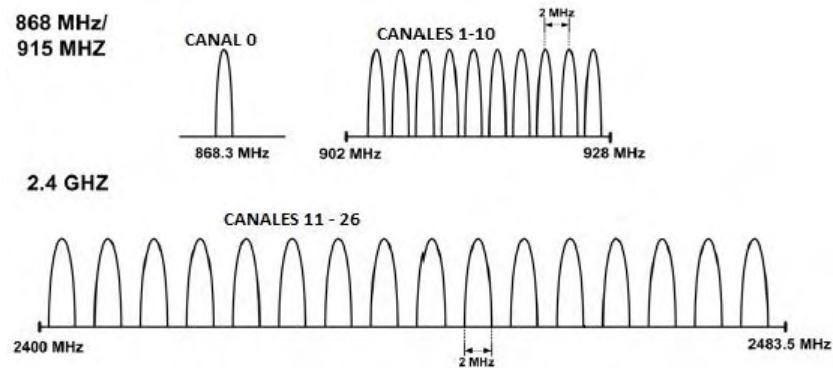 868 MHz/
915 MHZ
CANAL 0
CANALES 1-10
2 MHz
868.3 MHz
902 MHz
928 MHz
2.4 GHZ
CANALES 11 - 26
2400 MHz
2 MHz
2483.5 MHz